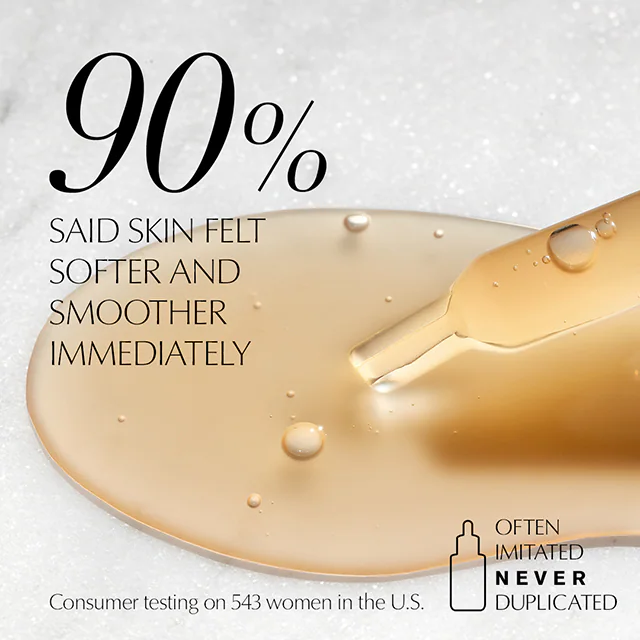 90%
SAID SKIN FELT
SOFTER AND
SMOOTHER
IMMEDIATELY
OFTEN
IMITATED
NEVER
DUPLICATED
Consumer testing on 543 women in the U.S.